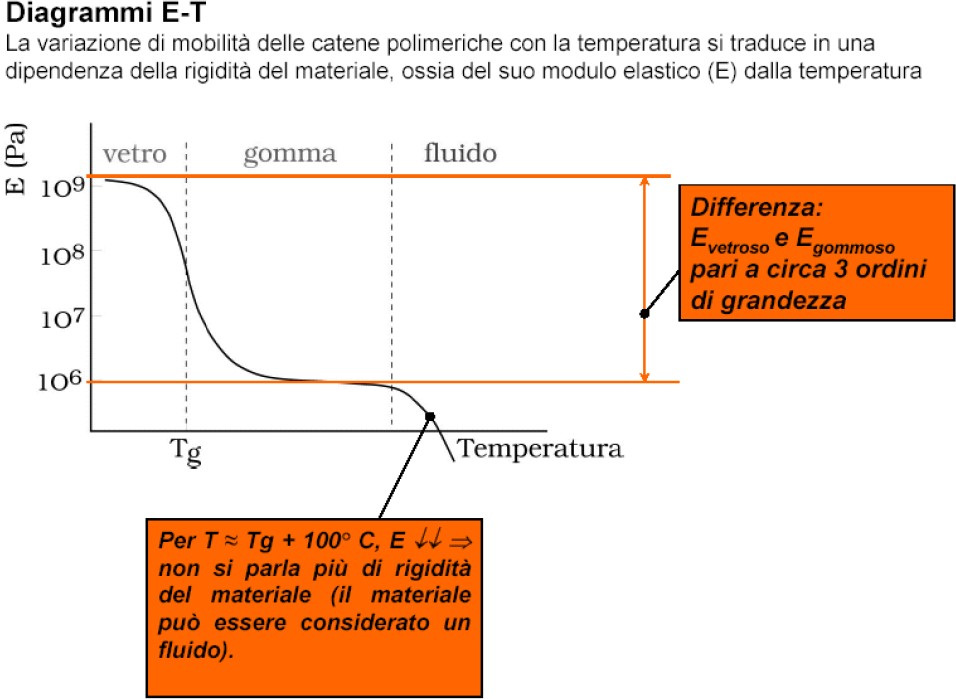 Diagrammi E-T
La variazione di mobilità delle catene polimeriche con la temperatura si traduce in una
dipendenza della rigidità del materiale, ossia del suo modulo elastico (E) dalla temperatura
E (Pa)
vetro gomma fluido
10⁹
10⁸
10⁷
10⁶
Tg Temperatura
Differenza:
Evetroso e Egommoso
pari a circa 3 ordini
di grandezza
Per T ≈ Tg + 100° C, E ↓↓ ⇒
non si parla più di rigidità
del materiale (il materiale
può essere considerato un
fluido).